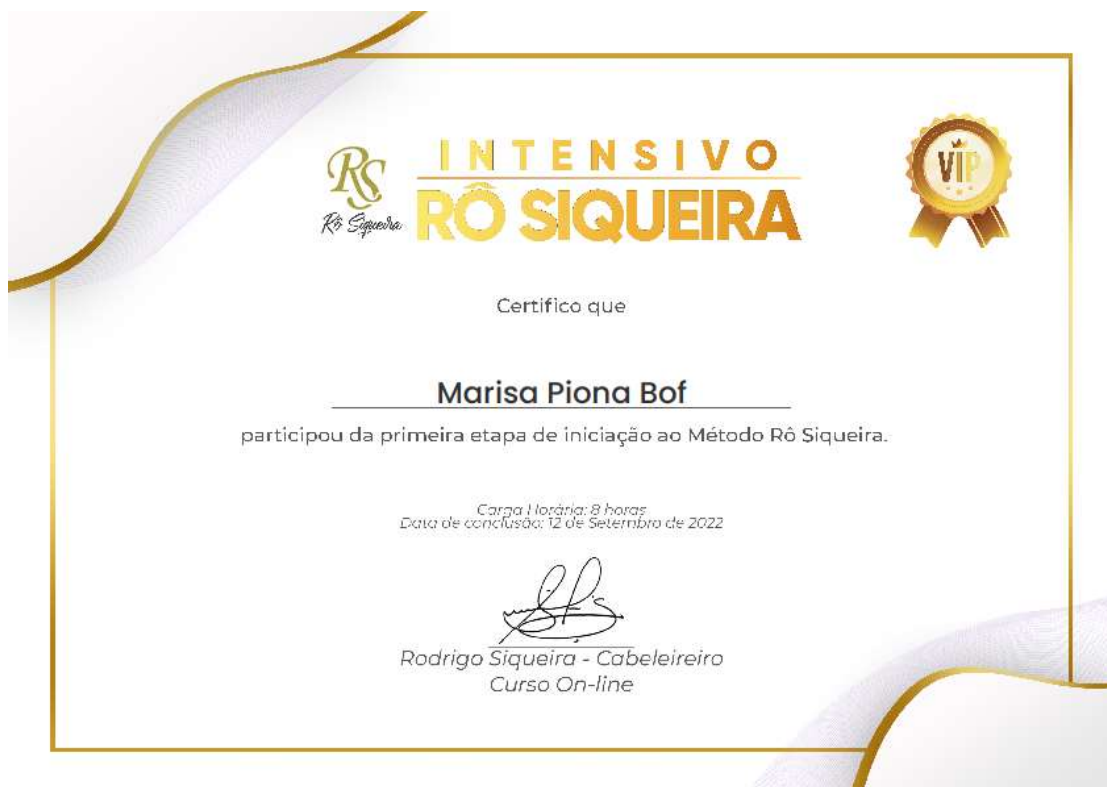 RS
Rô Siqueira
INTENSIVO
RÔ SIQUEIRA
VIP
Certifico que
Marisa Piona Bof
participou da primeira etapa de iniciação ao Método Rô Siqueira.
Carga Horária: 8 horas
Data de conclusão: 12 de Setembro de 2022
Rodrigo Siqueira - Cabeleireiro
Curso On-line